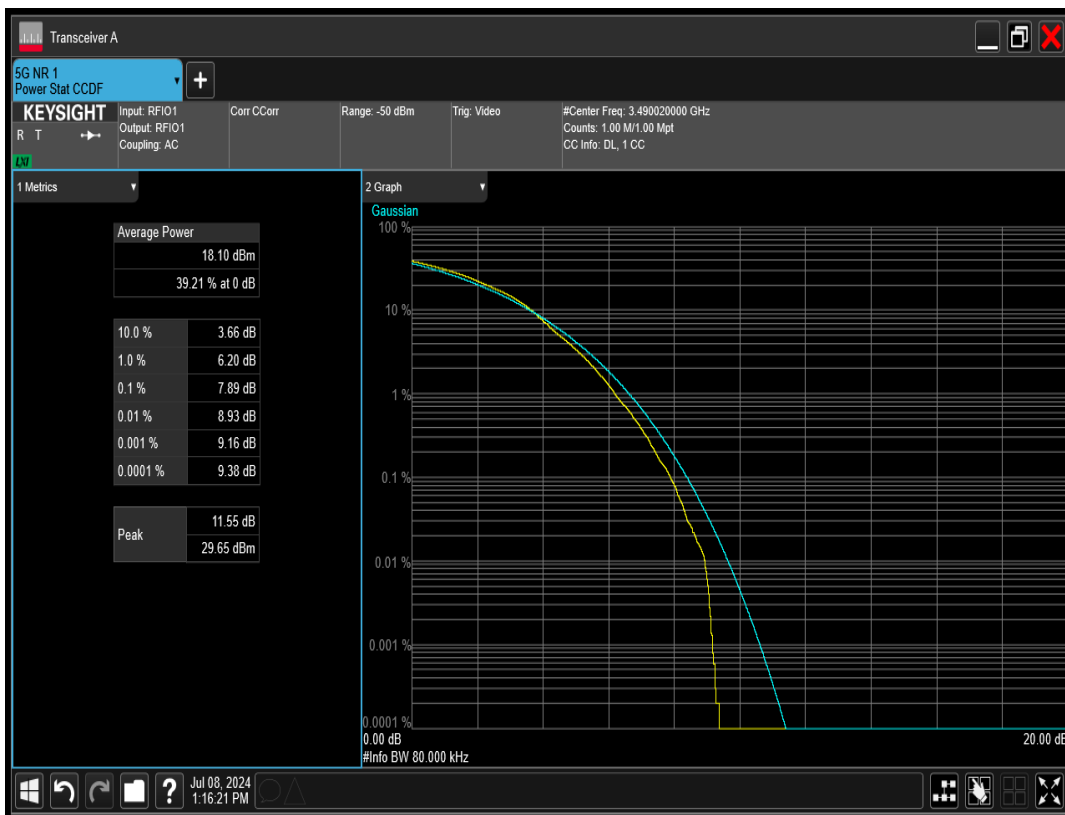 Transceiver A
5G NR 1
Power Stat CCDF
+
KEYSIGHT
R T
LXI
Input: RFIO1
Output: RFIO1
Coupling: AC
Corr CCorr
Range: -50 dBm
Trig: Video
#Center Freq: 3.490020000 GHz
Counts: 1.00 M/1.00 Mpt
CC Info: DL, 1 CC
1 Metrics
Average Power
18.10 dBm
39.21 % at 0 dB
10.0 % 3.66 dB
1.0 % 6.20 dB
0.1 % 7.89 dB
0.01 % 8.93 dB
0.001 % 9.16 dB
0.0001 % 9.38 dB
Peak
11.55 dB
29.65 dBm
2 Graph
Gaussian
100 %
10 %
1 %
0.1 %
0.01 %
0.001 %
0.0001 %
0.00 dB 20.00 dB
#Info BW 80.000 kHz
?
Jul 08, 2024
1:16:21 PM